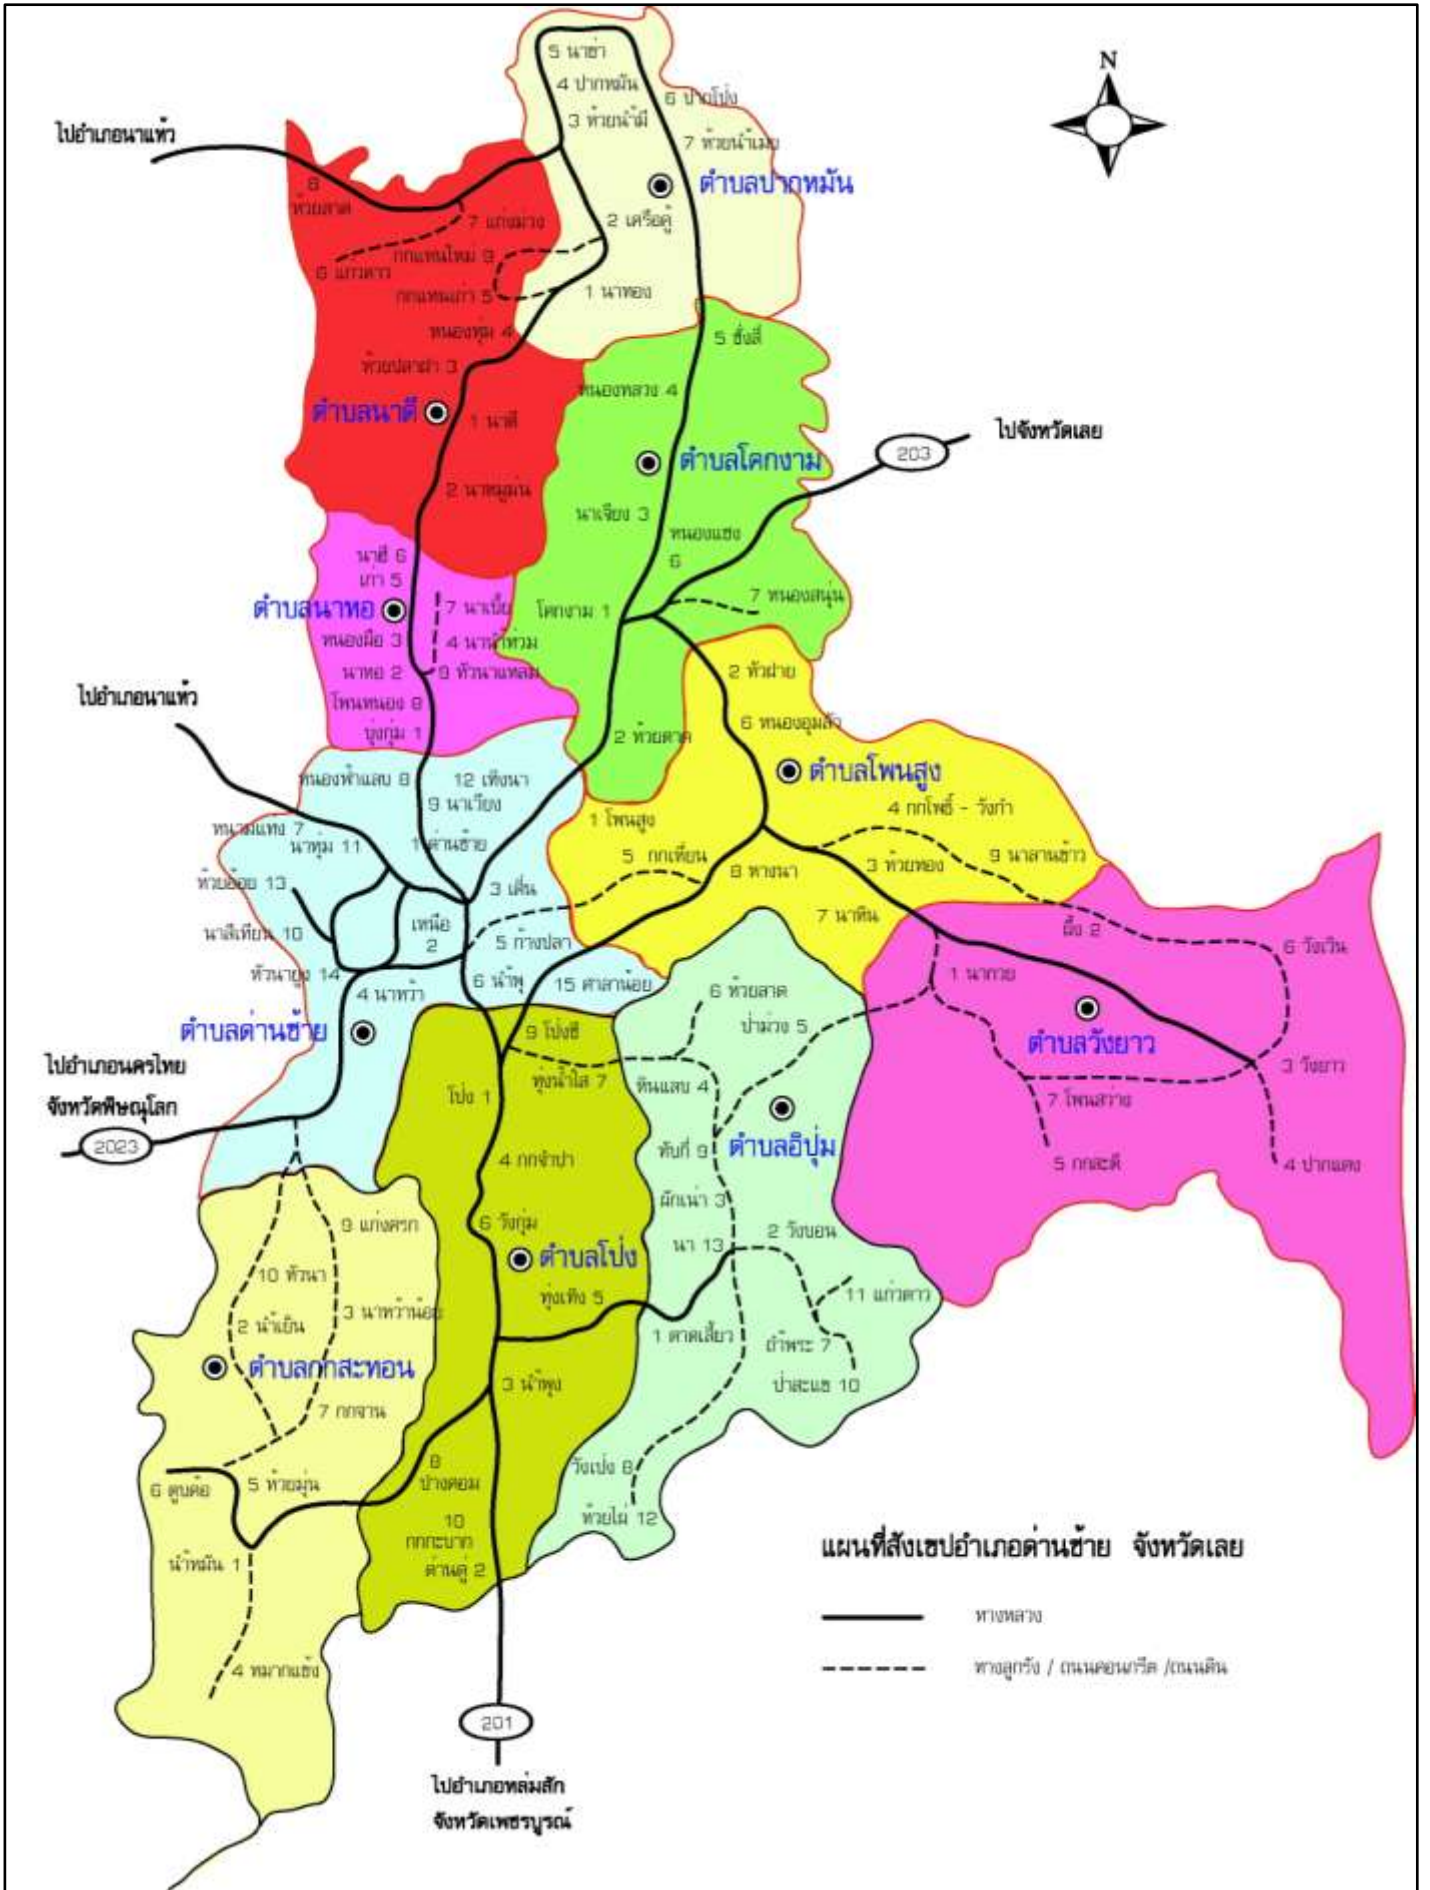 N
5 นาข่า
4 ปากหมัน
3 ห้วยน้ำมี
6 ปากโป่ง
7 ห้วยน้ำเมย
ตำบลปากหมัน
2 เครือคู้
1 นาทอง
ไปอำเภอนาแห้ว
8
ห้วยลาด
7 แก่งม่วง
6 แก้วดาว
กกแหนใหม่ 9
กกแหนเก่า 5
หนองทุ่ม 4
ห้วยปลาฝา 3
ตำบลนาดี
1 นาดี
2 นาหมูม่น
5 ซั่งสี่
หนองหลวง 4
ตำบลโคกงาม
ไปจังหวัดเลย
203
นาเจียง 3
หนองแซง
6
7 หนองสนุ่น
โคกงาม 1
2 ห้วยตาด
นาฮี 6
เก่า 5
ตำบลนาหอ
7 นาเบี้ย
หนองผือ 3
4 นาน้ำท่วม
นาหอ 2
9 หัวนาแหลม
โพนหนอง 8
บุ่งกุ่ม 1
2 หัวฝาย
6 หนองอุมลัว
ตำบลโพนสูง
4 กกโพธิ์ - วังกำ
1 โพนสูง
5 กกเหี่ยน
8 หางนา
3 ห้วยทอง
9 นาลานข้าว
7 นาหิน
ไปอำเภอนาแห้ว
หนองฟ้าแลบ 8
12 เทิงนา
9 นาเวียง
หนามแท่ง 7
นาทุ่ม 11
1 ด่านซ้าย
ห้วยอ้อย 13
3 เดิ่น
เหนือ
2
นาสีเทียน 10
5 ก้างปลา
หัวนายูง 14
4 นาหว้า
6 น้ำพุ
15 ศาลาน้อย
ตำบลด่านซ้าย
ไปอำเภอนครไทย
จังหวัดพิษณุโลก
2023
ผึ้ง 2
6 วังเวิน
1 นากวย
ตำบลวังยาว
3 วังยาว
7 โพนสว่าง
5 กกสะตี
4 ปากแดง
9 โป่งชี
ทุ่งน้ำใส 7
โป่ง 1
4 กกจำปา
6 วังกุ่ม
ตำบลโป่ง
ทุ่งเทิง 5
3 น้ำพุง
8
ปางคอม
10
กกกะบาก
ด่านดู่ 2
6 ห้วยลาด
ป่าม่วง 5
หินแลบ 4
ตำบลอิปุ่ม
ทับกี่ 9
ผักเน่า 3
นา 13
2 วังบอน
11 แก้วดาว
1 ตาดเสี้ยว
ถ้ำพระ 7
ป่าสะแข 10
วังเป่ง 8
ห้วยไผ่ 12
9 แก่งครก
10 หัวนา
3 นาหว้าน้อย
2 น้ำเย็น
ตำบลกกสะทอน
7 กกจาน
6 ตูบค้อ
5 ห้วยมุ่น
น้ำหมัน 1
4 หมากแข้ง
201
ไปอำเภอหล่มสัก
จังหวัดเพชรบูรณ์
แผนที่สังเขปอำเภอด่านซ้าย จังหวัดเลย
ทางหลวง
ทางลูกรัง / ถนนคอนกรีต /ถนนดิน